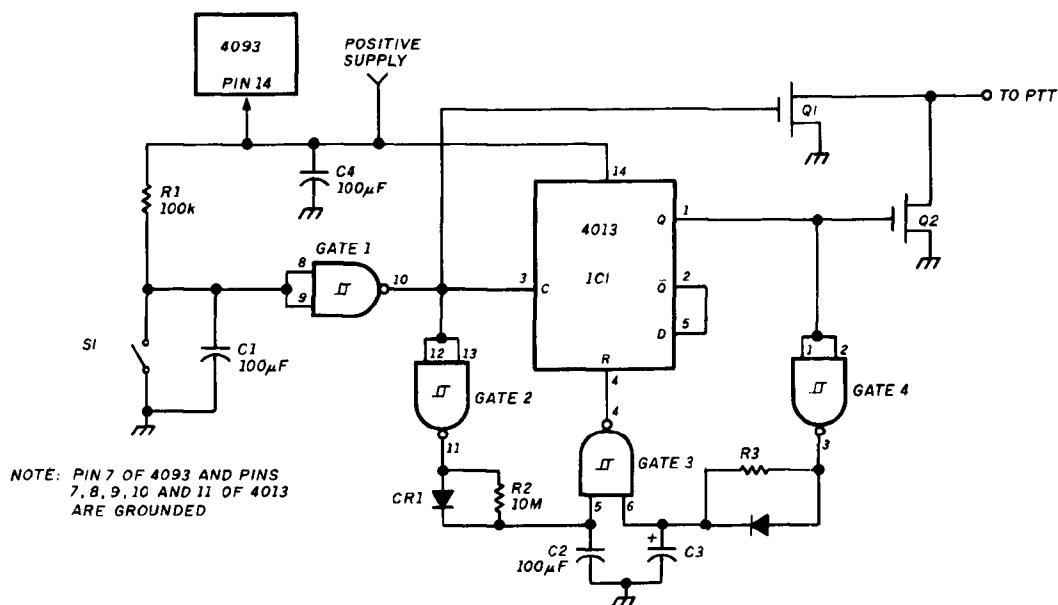 4093
PIN 14
POSITIVE
SUPPLY
TO PTT
Q1
R1
100k
C4
100µF
14
Q
1
Q2
4013
IC1
GATE 1
8
9
10
3
C
Q̅
2
D
5
S1
C1
100µF
12
13
GATE 2
11
R
4
4
GATE 3
5
6
1
2
GATE 4
3
R3
CR1
R2
10M
C2
100µF
+
C3
NOTE: PIN 7 OF 4093 AND PINS
7,8,9,10 AND 11 OF 4013
ARE GROUNDED